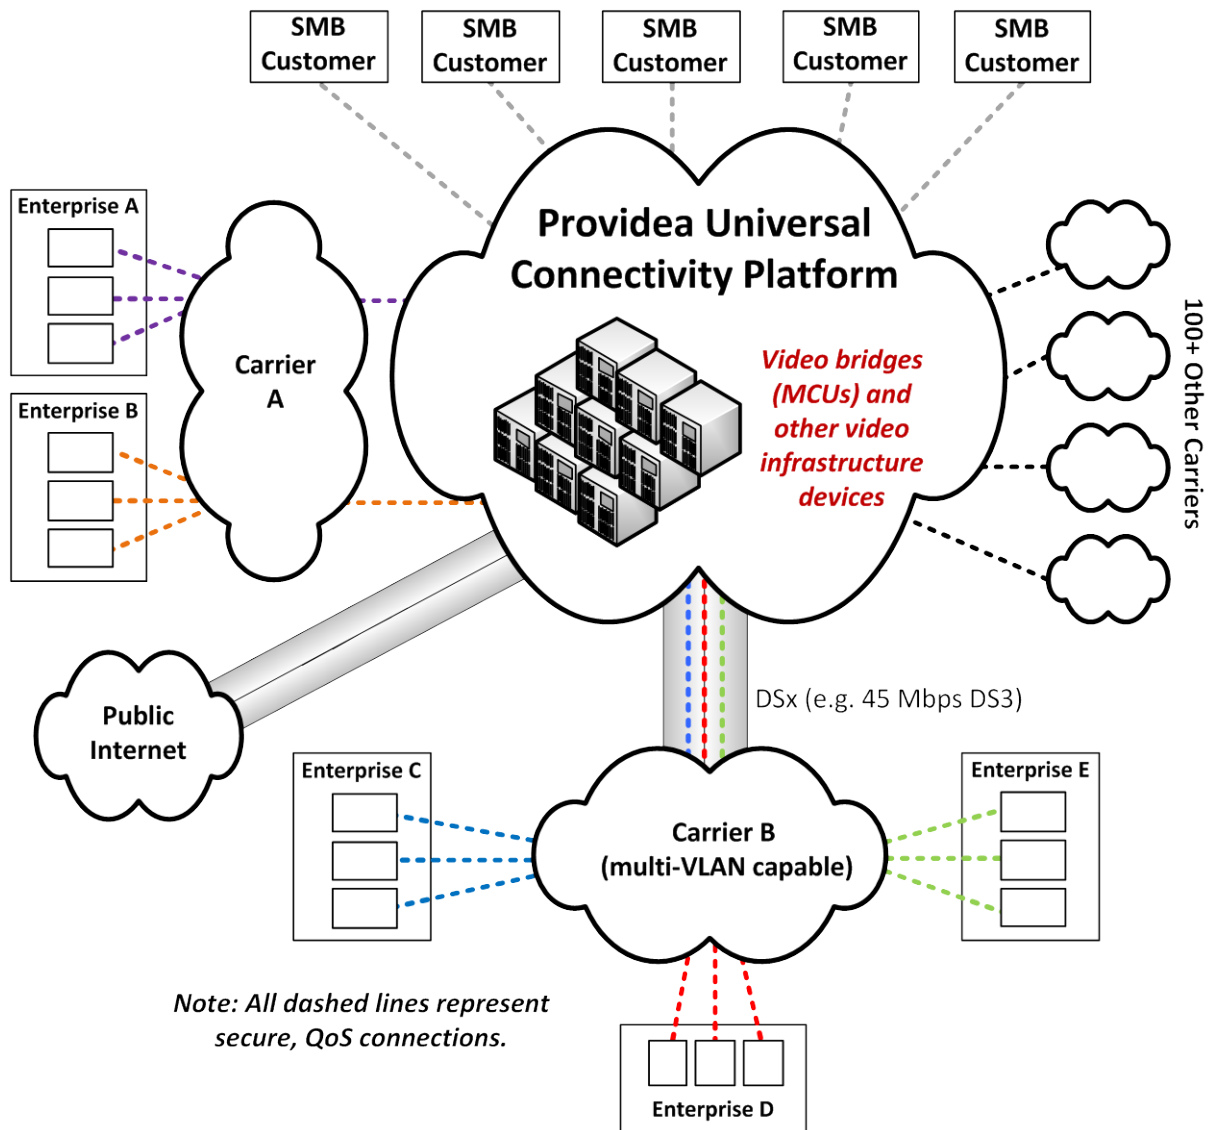 SMB
Customer
SMB
Customer
SMB
Customer
SMB
Customer
SMB
Customer
Enterprise A
Providea Universal
Connectivity Platform
Video bridges
(MCUs) and
other video
infrastructure
devices
100+ Other Carriers
Carrier
A
Enterprise B
Public
Internet
DSx (e.g. 45 Mbps DS3)
Enterprise C
Carrier B
(multi-VLAN capable)
Enterprise E
Note: All dashed lines represent
secure, QoS connections.
Enterprise D